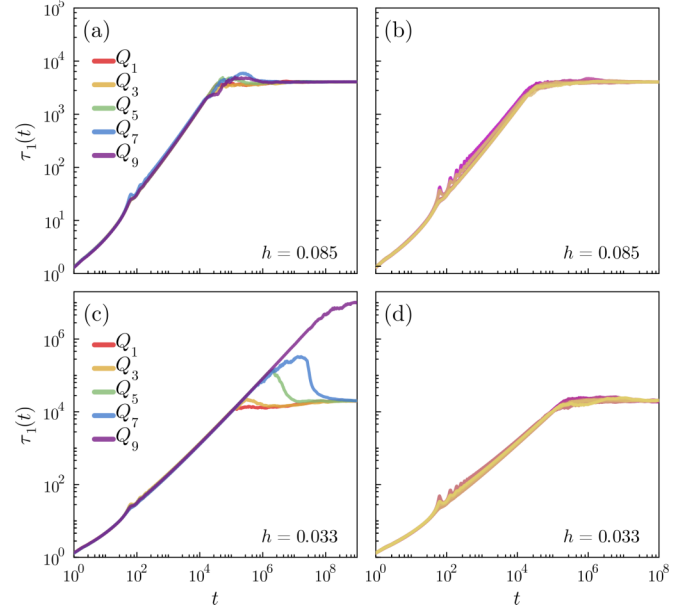 (a)
10^5
10^4
10^3
10^2
10^1
10^0
τ_1(t)
Q_1
Q_3
Q_5
Q_7
Q_9
h = 0.085
(b)
h = 0.085
(c)
10^6
10^4
10^2
10^0
τ_1(t)
Q_1
Q_3
Q_5
Q_7
Q_9
h = 0.033
10^0 10^2 10^4 10^6 10^8
t
(d)
h = 0.033
10^0 10^2 10^4 10^6 10^8
t